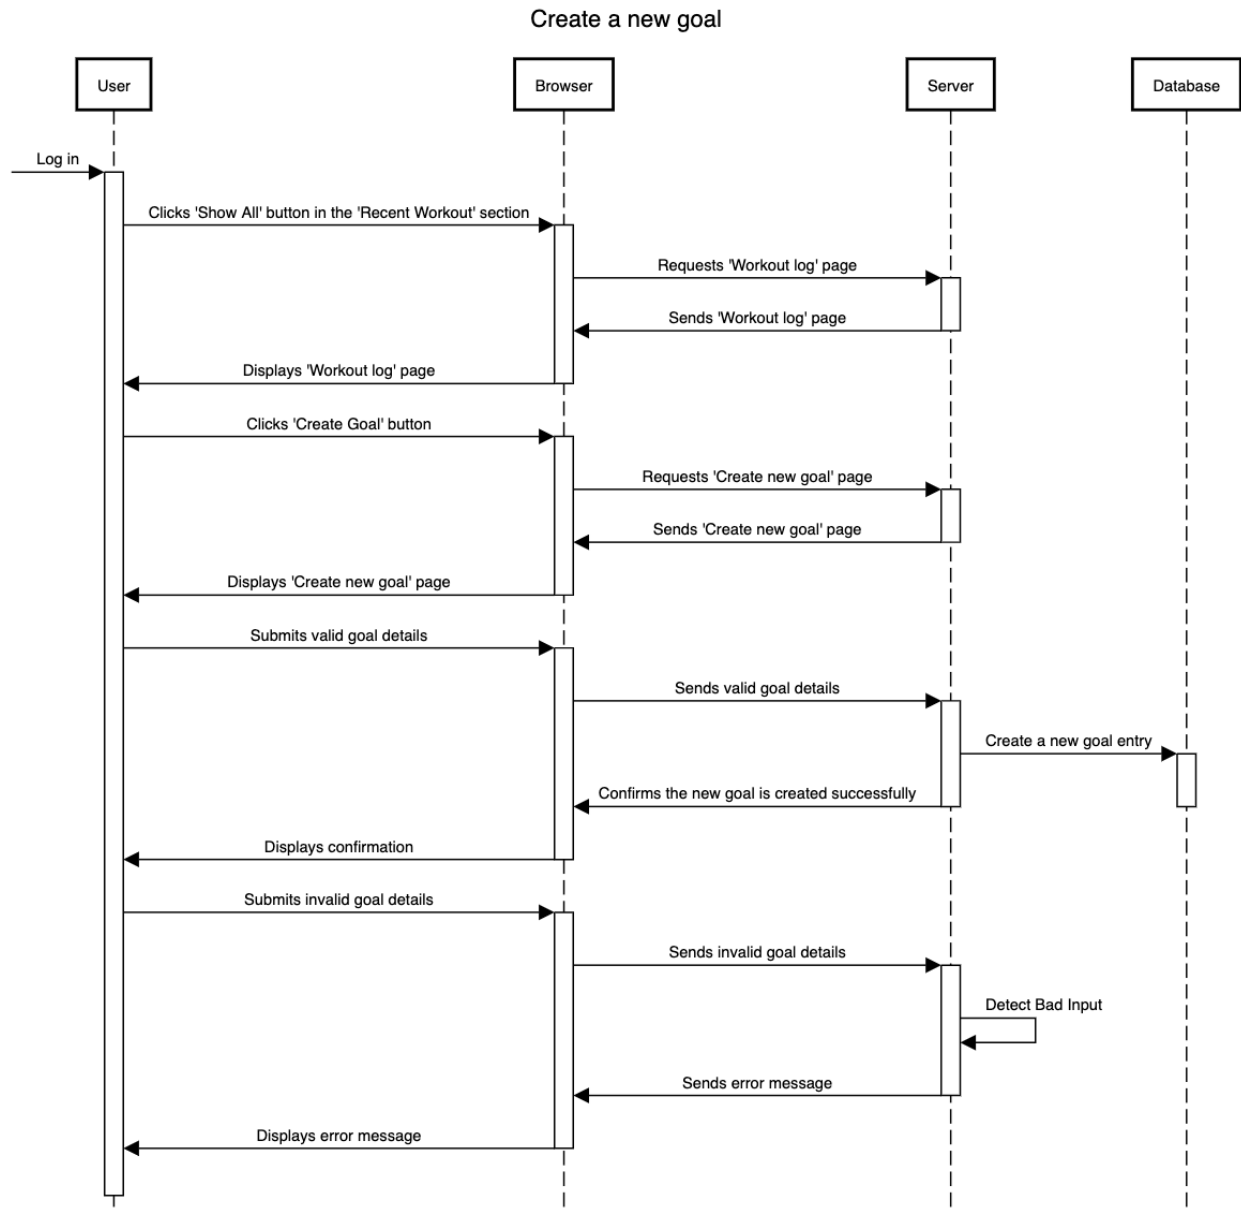 Create a new goal
User
Browser
Server
Database
Log in
Clicks 'Show All' button in the 'Recent Workout' section
Requests 'Workout log' page
Sends 'Workout log' page
Displays 'Workout log' page
Clicks 'Create Goal' button
Requests 'Create new goal' page
Sends 'Create new goal' page
Displays 'Create new goal' page
Submits valid goal details
Sends valid goal details
Create a new goal entry
Confirms the new goal is created successfully
Displays confirmation
Submits invalid goal details
Sends invalid goal details
Detect Bad Input
Sends error message
Displays error message